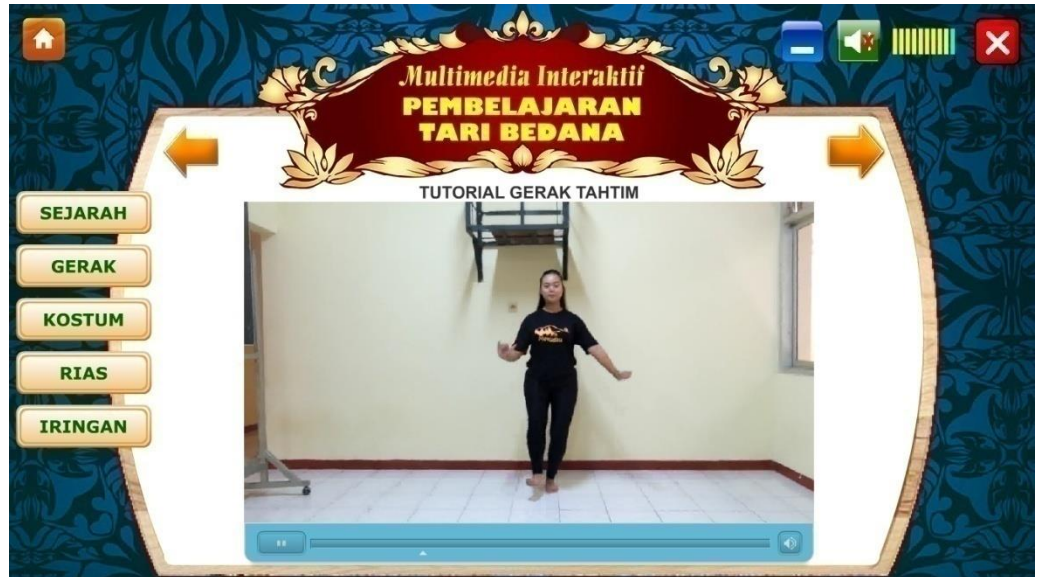 Multimedia Interaktif
PEMBELAJARAN
TARI BEDANA
TUTORIAL GERAK TAHTIM
SEJARAH
GERAK
KOSTUM
RIAS
IRINGAN